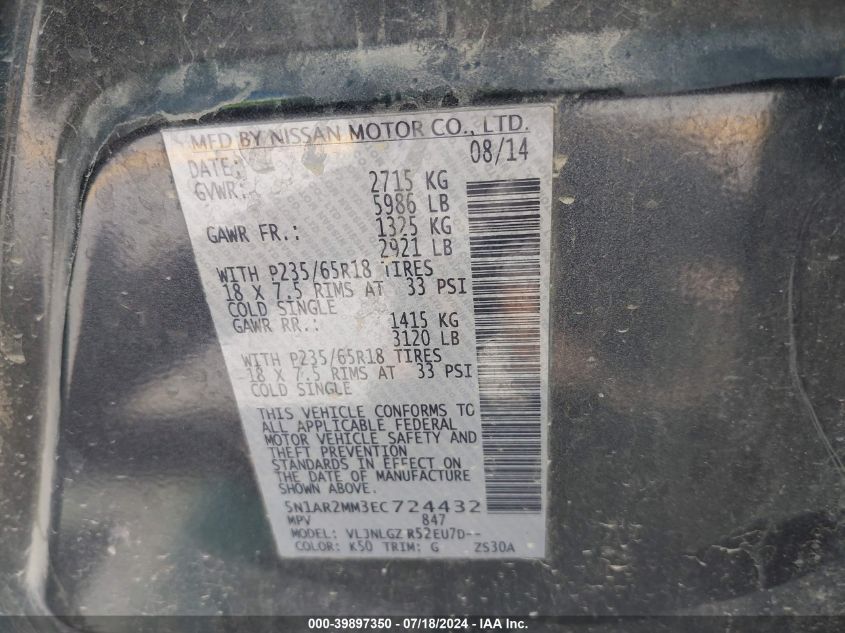 MFD BY NISSAN MOTOR CO., LTD.
DATE: 08/14
GVWR: 2715 KG
5986 LB
GAWR FR.: 1325 KG
2921 LB
WITH P235/65R18 TIRES
18 X 7.5 RIMS AT 33 PSI
COLD SINGLE
GAWR RR.: 1415 KG
3120 LB
WITH P235/65R18 TIRES
18 X 7.5 RIMS AT 33 PSI
COLD SINGLE
THIS VEHICLE CONFORMS TO
ALL APPLICABLE FEDERAL
MOTOR VEHICLE SAFETY AND
THEFT PREVENTION
STANDARDS IN EFFECT ON
THE DATE OF MANUFACTURE
SHOWN ABOVE.
5N1AR2MM3EC724432
MPV 847
MODEL: VLJNLGZ R52EU7D--
COLOR: K50 TRIM: G ZS30A
000-39897350 - 07/18/2024 - IAA Inc.